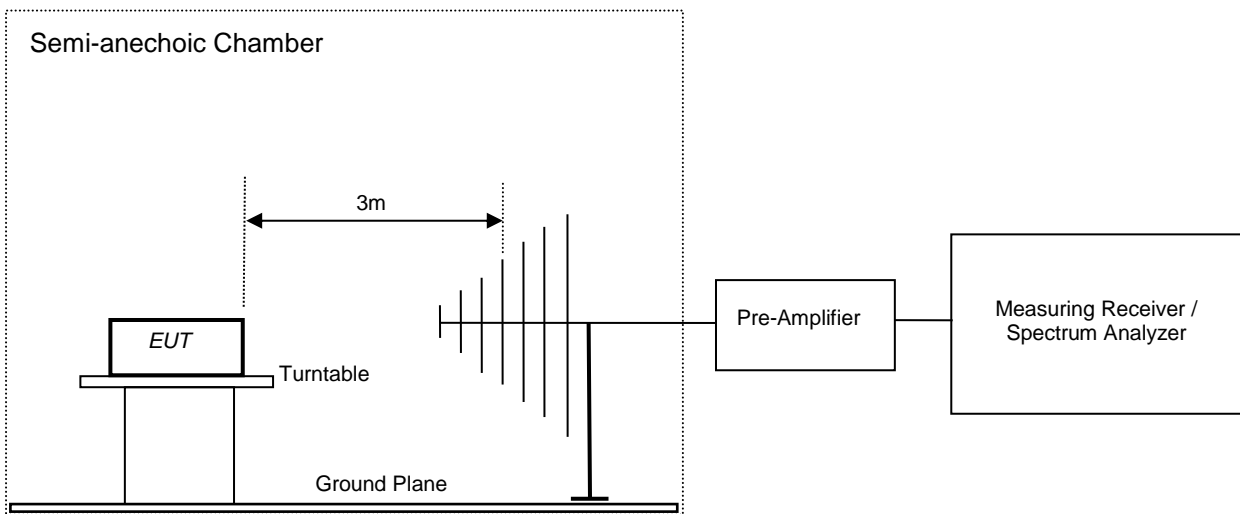 Semi-anechoic Chamber
3m
EUT
Turntable
Ground Plane
Pre-Amplifier
Measuring Receiver /
Spectrum Analyzer